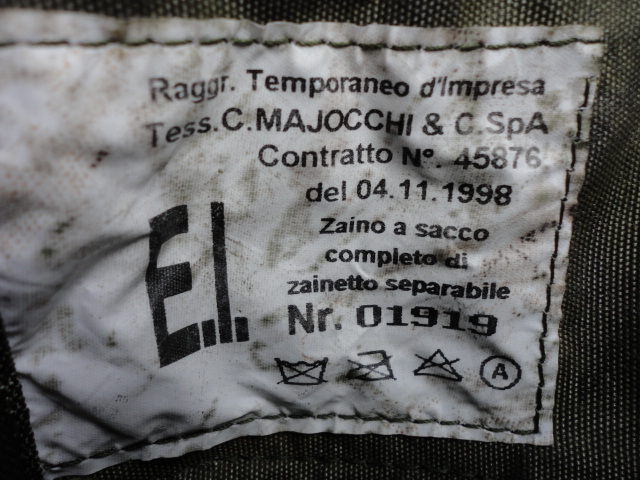 Raggr. Temporaneo d'Impresa
Tess.C.MAJOCCHI & C.SpA
Contratto N°. 45876
del 04.11.1998
Zaino a sacco
completo di
zainetto separabile
E.I.
Nr. 01919
A